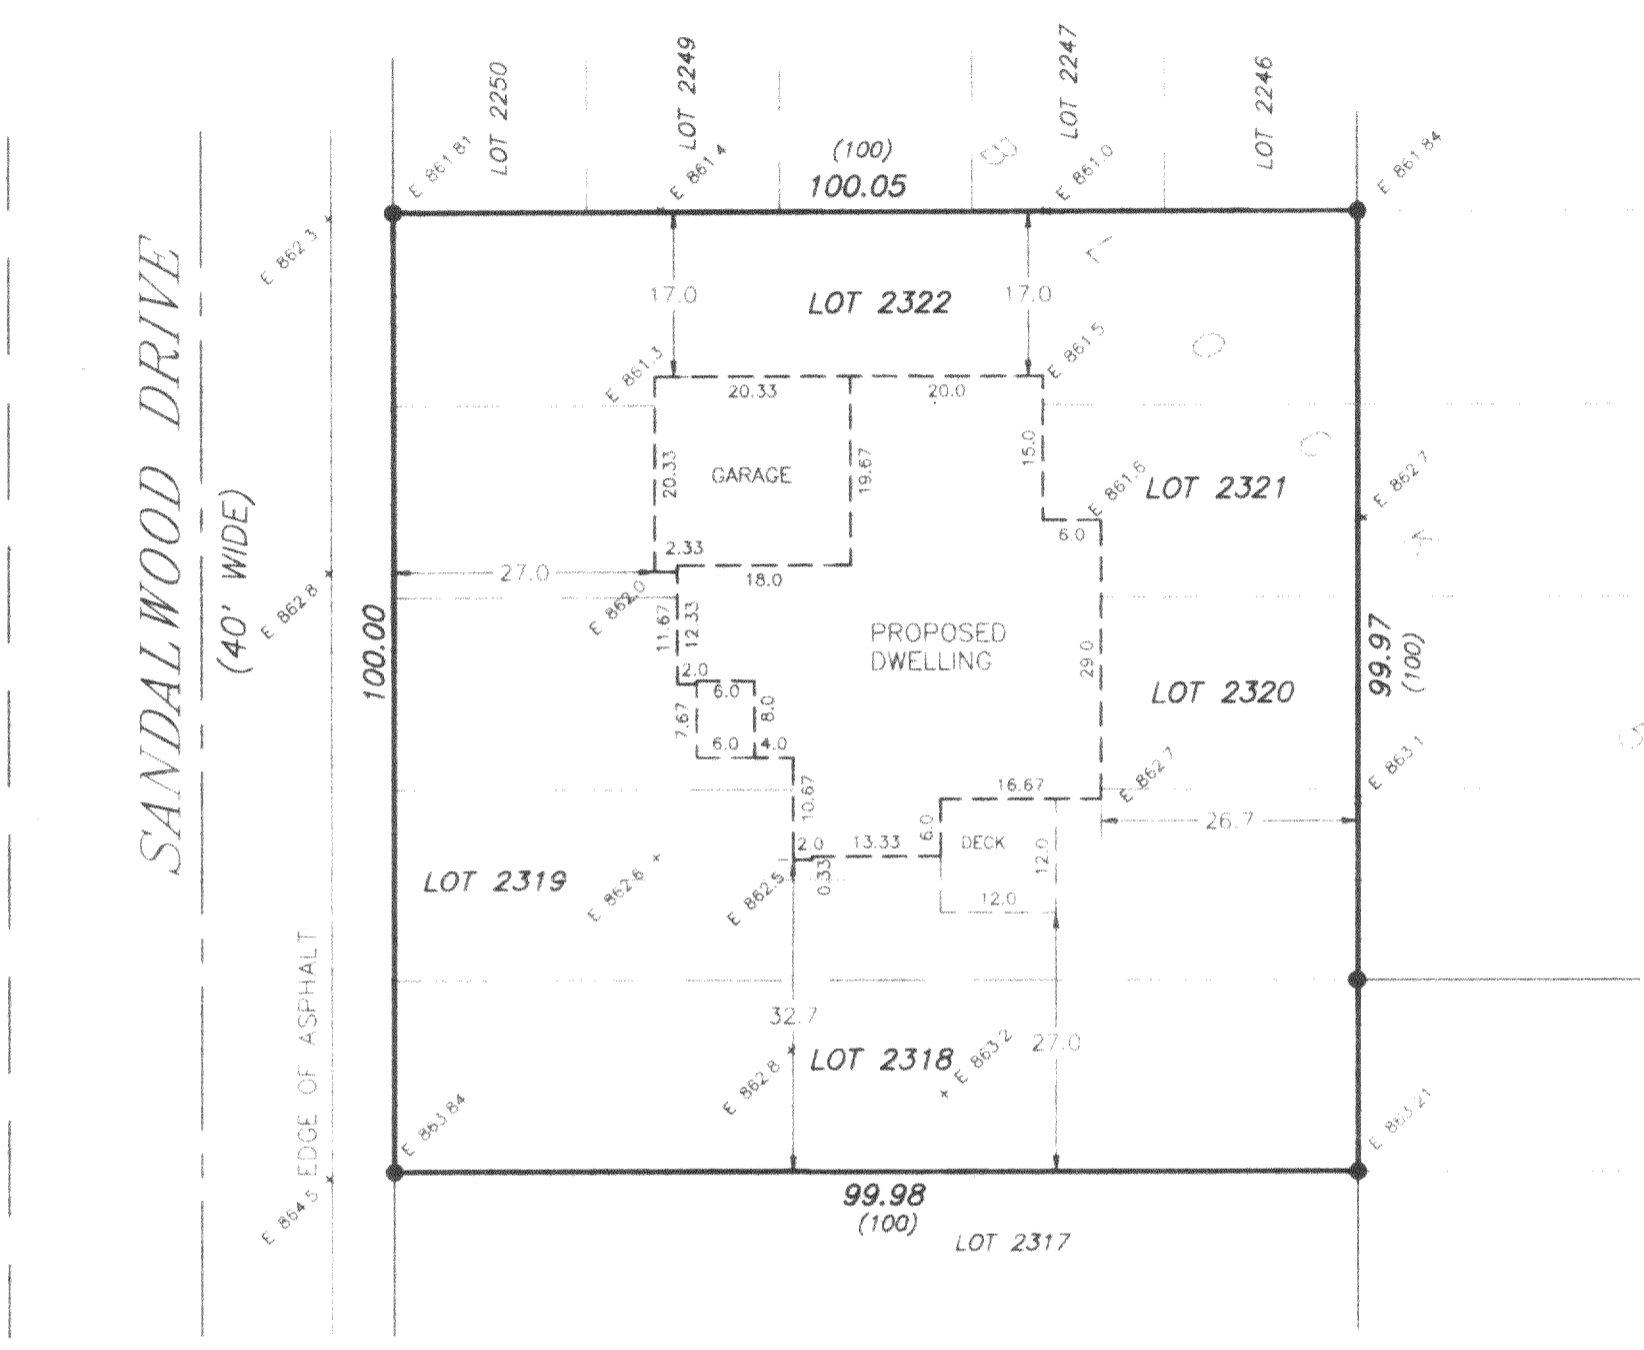 LOT 2250
LOT 2249
LOT 2247
LOT 2246
E 861.81
E 861.4
(100)
100.05
E 861.0
E 861.84
E 862.3
SANDALWOOD DRIVE
(40' WIDE)
17.0
LOT 2322
17.0
B
L
O
C
K
E 861.3
20.33
20.0
E 861.5
20.33
GARAGE
19.67
15.0
E 861.6
LOT 2321
E 862.7
6.0
2.33
18.0
27.0
E 862.0
E 862.8
100.00
11.67
12.33
PROPOSED
DWELLING
29.0
99.97
(100)
2.0
6.0
7.67
8.0
6.0
4.0
LOT 2320
5
10.67
16.67
E 862.7
E 863.1
26.7
2.0
13.33
6.0
DECK
12.0
0.33
12.0
LOT 2319
E 862.6
E 862.5
EDGE OF ASPHALT
32.7
LOT 2318
E 862.8
E 863.2
27.0
E 863.84
E 863.21
E 864.5
99.98
(100)
LOT 2317